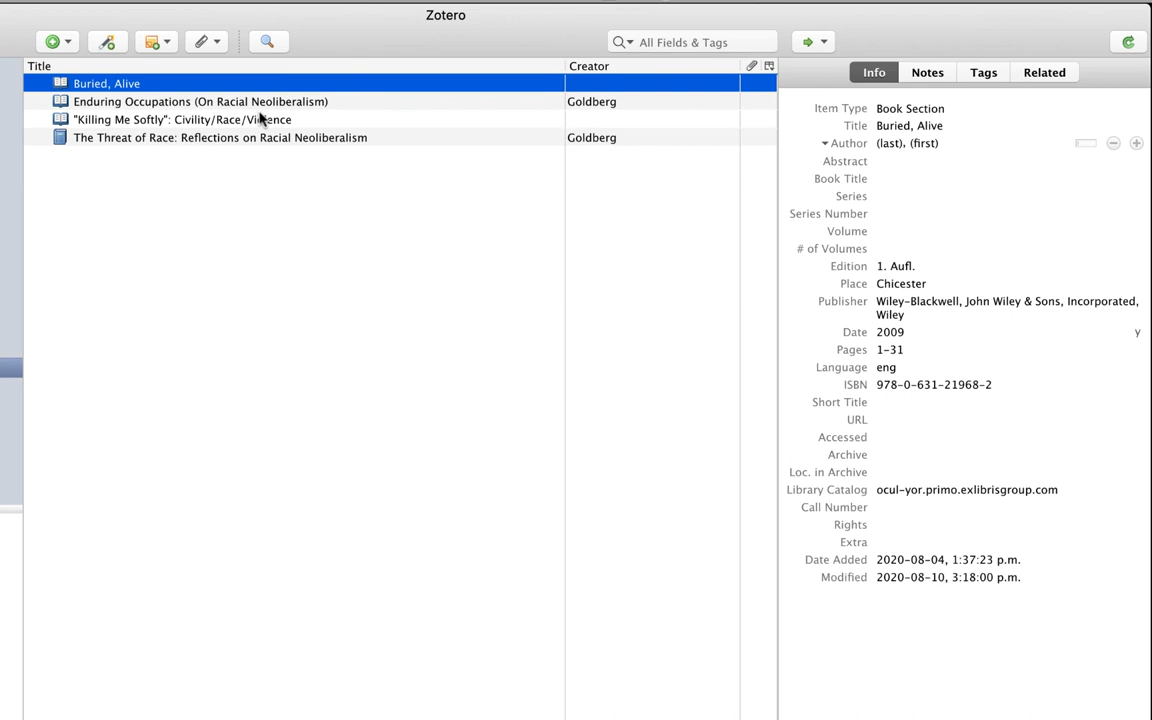 Zotero
All Fields & Tags
Title
Creator
Buried, Alive
Enduring Occupations (On Racial Neoliberalism) Goldberg
"Killing Me Softly": Civility/Race/Violence
The Threat of Race: Reflections on Racial Neoliberalism Goldberg
Info Notes Tags Related
Item Type Book Section
Title Buried, Alive
Author (last), (first)
Abstract
Book Title
Series
Series Number
Volume
# of Volumes
Edition 1. Aufl.
Place Chicester
Publisher Wiley-Blackwell, John Wiley & Sons, Incorporated,
Wiley
Date 2009 y
Pages 1-31
Language eng
ISBN 978-0-631-21968-2
Short Title
URL
Accessed
Archive
Loc. in Archive
Library Catalog ocul-yor.primo.exlibrisgroup.com
Call Number
Rights
Extra
Date Added 2020-08-04, 1:37:23 p.m.
Modified 2020-08-10, 3:18:00 p.m.